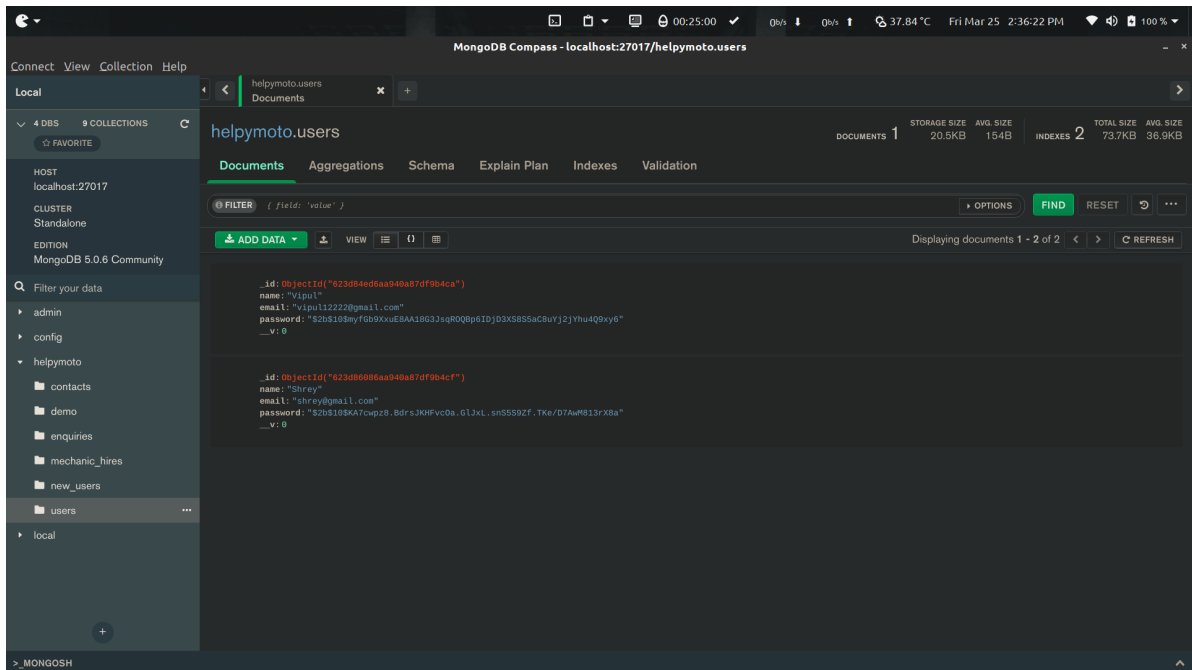 00:25:00 0b/s 0b/s 37.84°C Fri Mar 25 2:36:22 PM 100 %
MongoDB Compass - localhost:27017/helpymoto.users
Connect View Collection Help
Local
helpymoto.users
Documents
4 DBS 9 COLLECTIONS
FAVORITE
HOST
localhost:27017
CLUSTER
Standalone
EDITION
MongoDB 5.0.6 Community
Filter your data
admin
config
helpymoto
contacts
demo
enquiries
mechanic_hires
new_users
users
local
helpymoto.users
DOCUMENTS 1 STORAGE SIZE 20.5KB AVG. SIZE 154B INDEXES 2 TOTAL SIZE 73.7KB AVG. SIZE 36.9KB
Documents Aggregations Schema Explain Plan Indexes Validation
FILTER { field: 'value' } OPTIONS FIND RESET
ADD DATA VIEW {} Displaying documents 1 - 2 of 2 REFRESH
_id: ObjectId("623d84ed6aa940a87df9b4ca")
name: "Vipul"
email: "vipul12222@gmail.com"
password: "$2b$10$myfGb9XxuE8AA18G3JsqROQBp6IDjD3XS8S5aC8uYj2jYhu4Q9xy6"
__v: 0
_id: ObjectId("623d86086aa940a87df9b4cf")
name: "Shrey"
email: "shrey@gmail.com"
password: "$2b$10$KA7cwpz8.BdrsJKHFvcOa.GlJxL.snS5S9Zf.TKe/D7AwM813rX8a"
__v: 0
>_MONGOSH